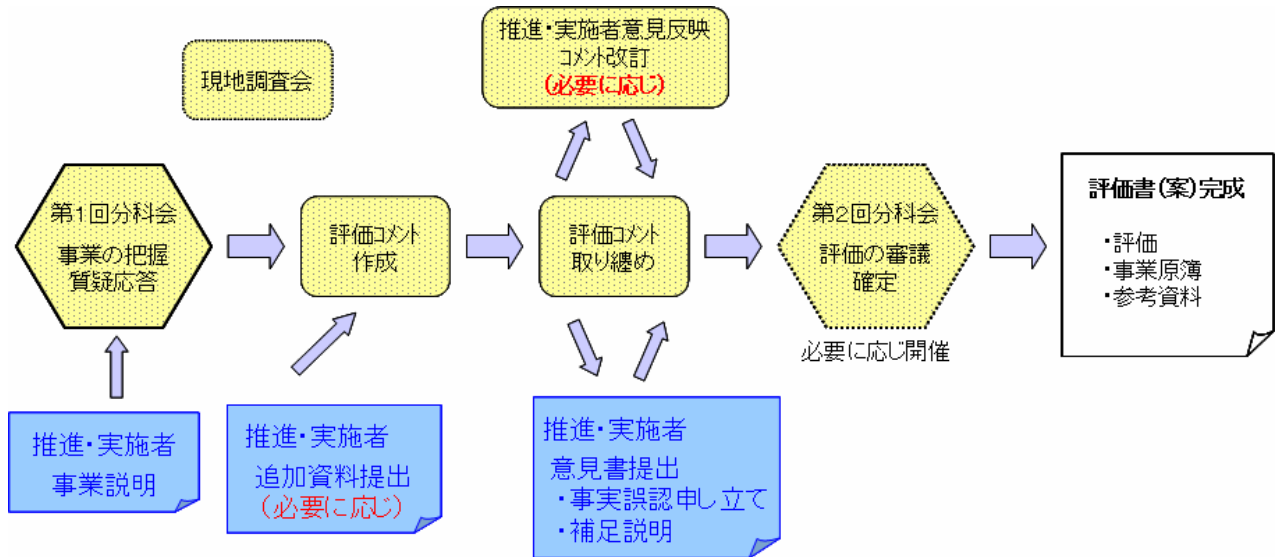 現地調査会
推進・実施者意見反映
コメント改訂
(必要に応じ)
第1回分科会
事業の把握
質疑応答
評価コメント
作成
評価コメント
取り纏め
第2回分科会
評価の審議
確定
必要に応じ開催
評価書(案)完成
・評価
・事業原簿
・参考資料
推進・実施者
事業説明
推進・実施者
追加資料提出
(必要に応じ)
推進・実施者
意見書提出
・事実誤認申し立て
・補足説明